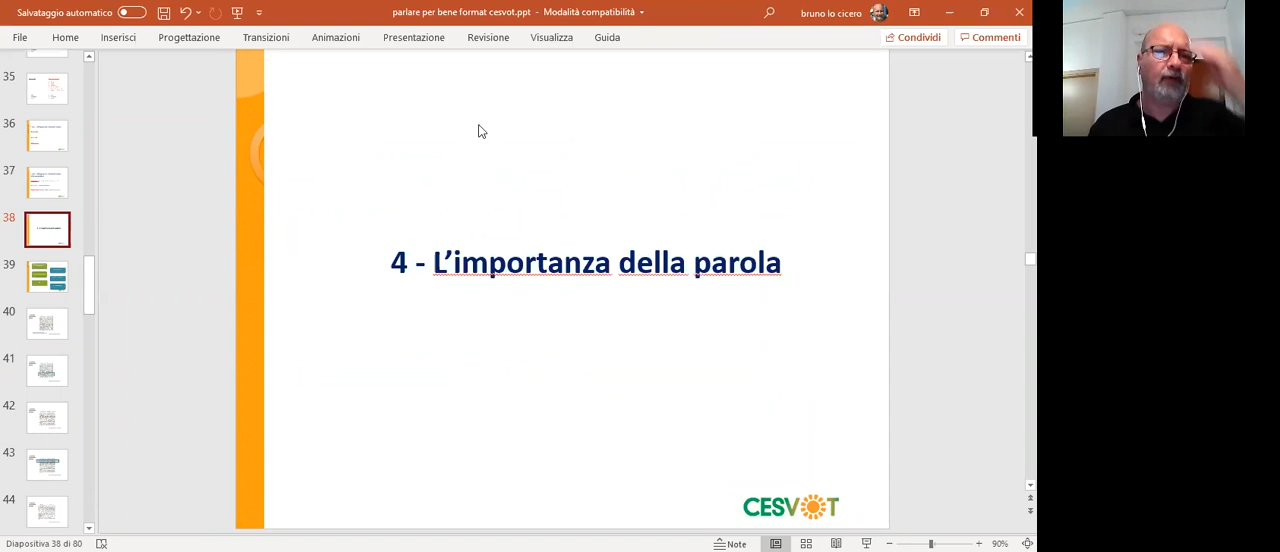 Salvataggio automatico
parlare per bene format cesvot.ppt - Modalità compatibilità
bruno lo cicero
File Home Inserisci Progettazione Transizioni Animazioni Presentazione Revisione Visualizza Guida Condividi Commenti
35
36
37
38
39
40
41
42
43
44
4 - L’importanza della parola
CESVOT
Diapositiva 38 di 80
Note
90%